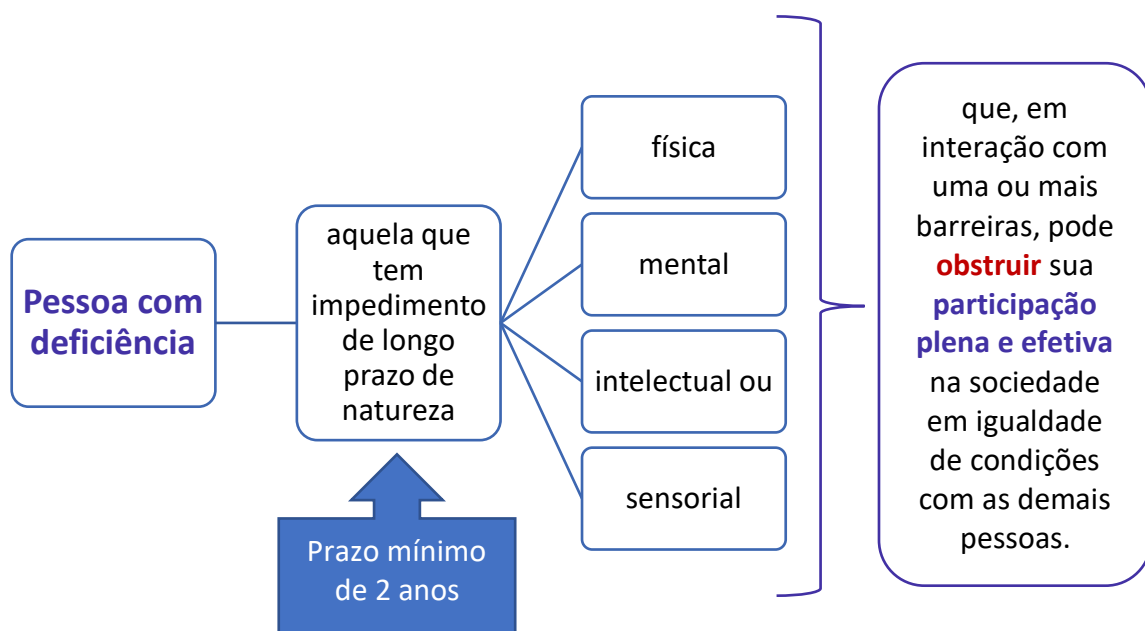 Pessoa com
deficiência
aquela que
tem
impedimento
de longo
prazo de
natureza
Prazo mínimo
de 2 anos
física
mental
intelectual ou
sensorial
que, em
interação com
uma ou mais
barreiras, pode
obstruir sua
participação
plena e efetiva
na sociedade
em igualdade
de condições
com as demais
pessoas.